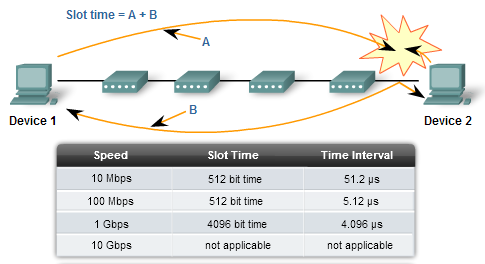 Slot time = A + B
A
B
Device 1
Device 2
Speed Slot Time Time Interval
10 Mbps 512 bit time 51.2 µs
100 Mbps 512 bit time 5.12 µs
1 Gbps 4096 bit time 4.096 µs
10 Gbps not applicable not applicable